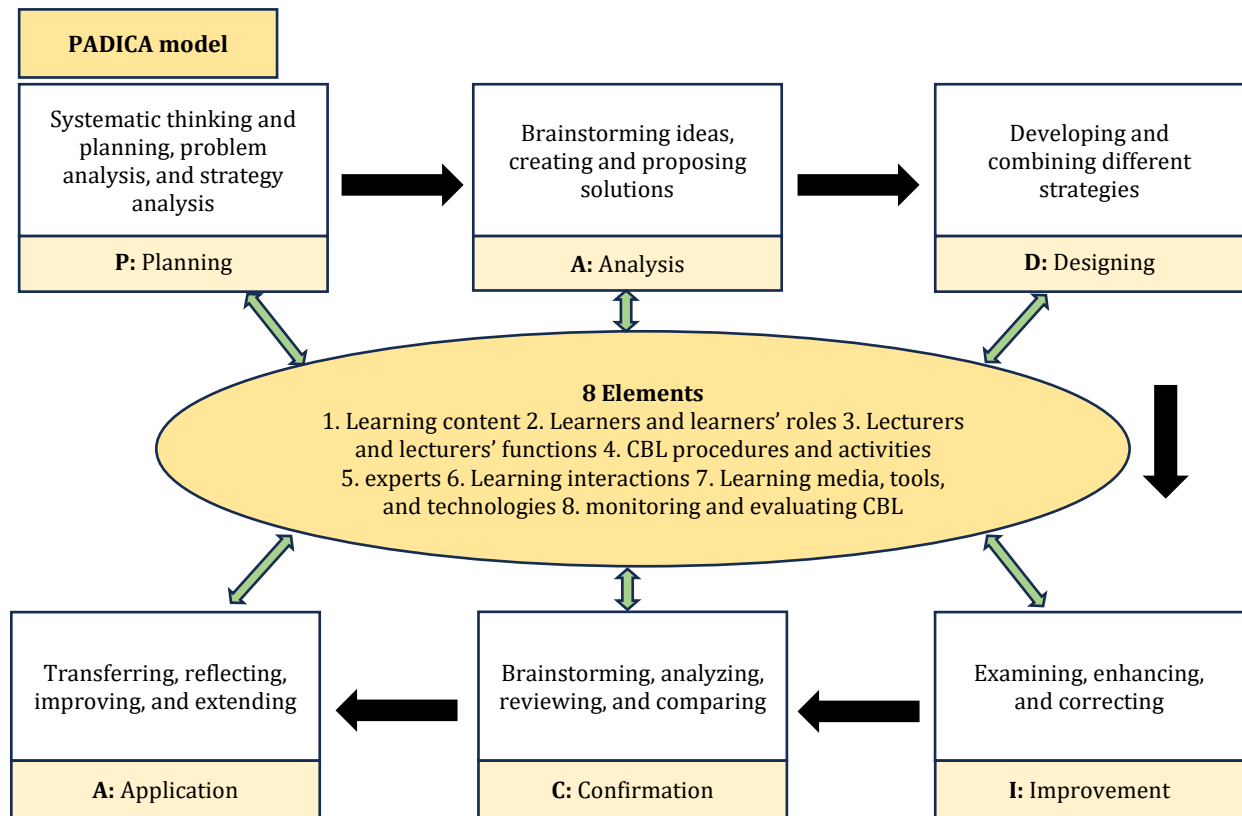 PADICA model
Systematic thinking and
planning, problem
analysis, and strategy
analysis
P: Planning
Brainstorming ideas,
creating and proposing
solutions
A: Analysis
Developing and
combining different
strategies
D: Designing
8 Elements
1. Learning content 2. Learners and learners’ roles 3. Lecturers
and lecturers’ functions 4. CBL procedures and activities
5. experts 6. Learning interactions 7. Learning media, tools,
and technologies 8. monitoring and evaluating CBL
Transferring, reflecting,
improving, and extending
A: Application
Brainstorming, analyzing,
reviewing, and comparing
C: Confirmation
Examining, enhancing,
and correcting
I: Improvement